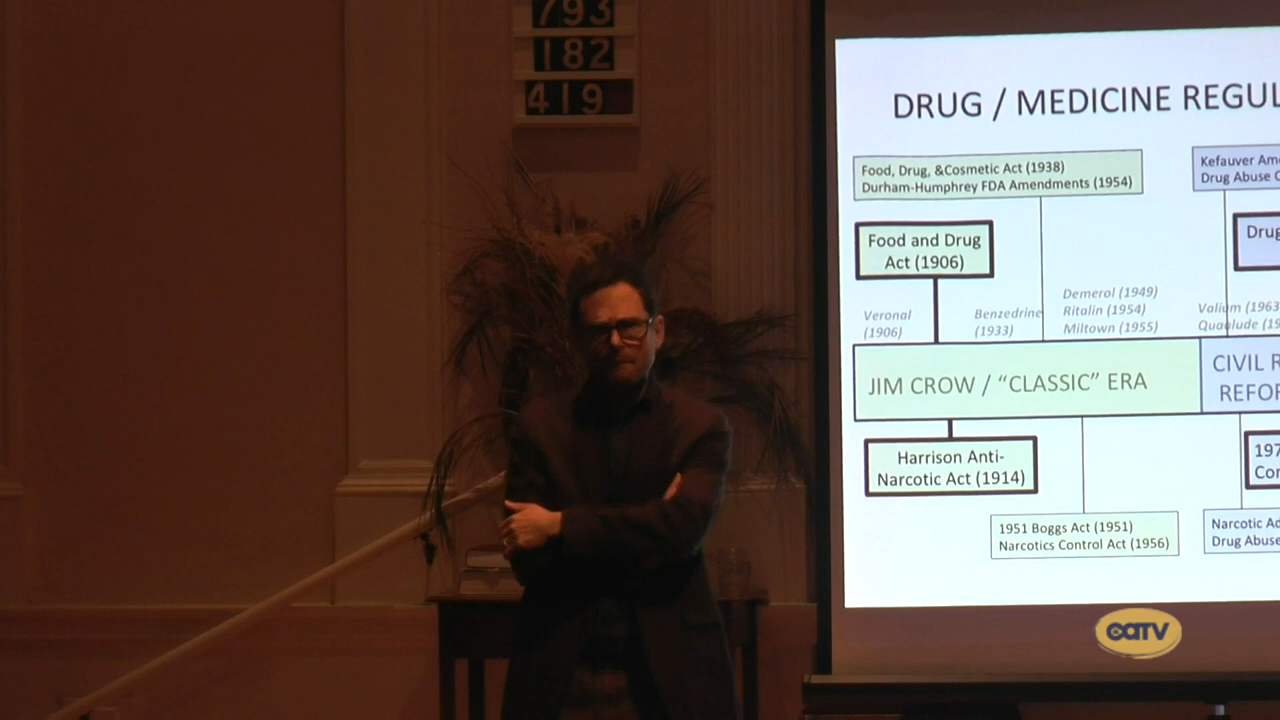 793
182
419
DRUG / MEDICINE REGUL
Food, Drug, &Cosmetic Act (1938)
Durham-Humphrey FDA Amendments (1954)
Kefauver Ame
Drug Abuse C
Food and Drug
Act (1906)
Drug
Veronal
(1906)
Benzedrine
(1933)
Demerol (1949)
Ritalin (1954)
Miltown (1955)
Valium (1963
Quaalude (19
JIM CROW / “CLASSIC” ERA
CIVIL R
REFOR
Harrison Anti-
Narcotic Act (1914)
197
Con
1951 Boggs Act (1951)
Narcotics Control Act (1956)
Narcotic Ad
Drug Abuse
CATV